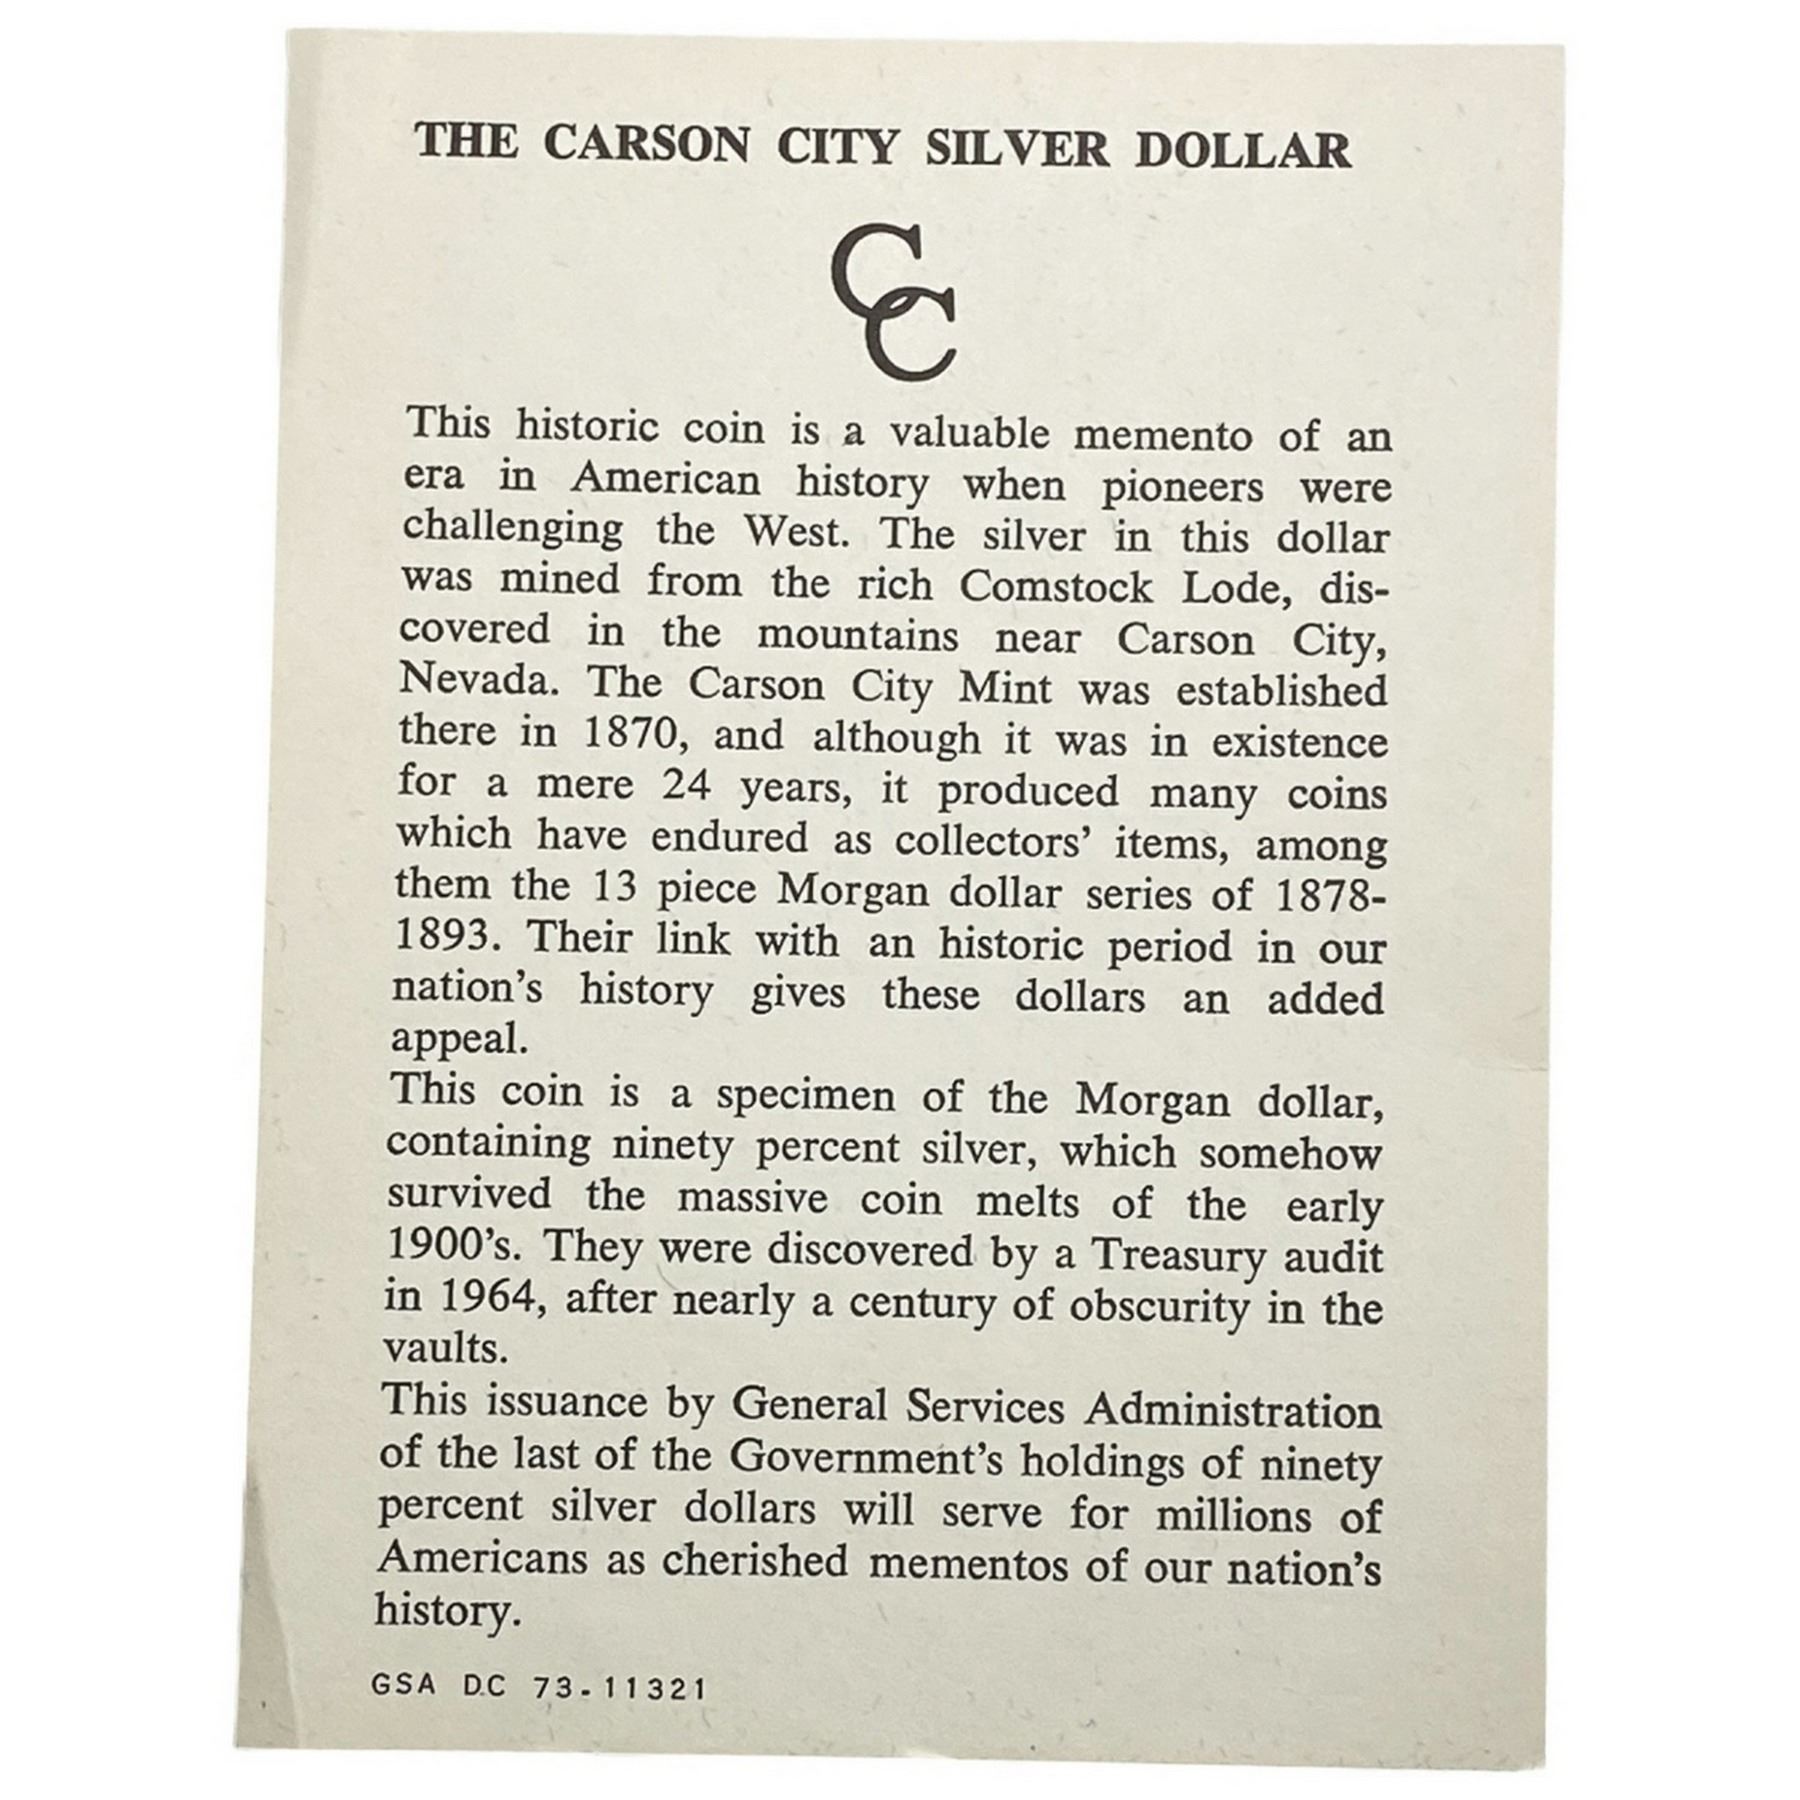 THE CARSON CITY SILVER DOLLAR
CC
This historic coin is a valuable memento of an
era in American history when pioneers were
challenging the West. The silver in this dollar
was mined from the rich Comstock Lode, dis-
covered in the mountains near Carson City,
Nevada. The Carson City Mint was established
there in 1870, and although it was in existence
for a mere 24 years, it produced many coins
which have endured as collectors’ items, among
them the 13 piece Morgan dollar series of 1878-
1893. Their link with an historic period in our
nation’s history gives these dollars an added
appeal.
This coin is a specimen of the Morgan dollar,
containing ninety percent silver, which somehow
survived the massive coin melts of the early
1900’s. They were discovered by a Treasury audit
in 1964, after nearly a century of obscurity in the
vaults.
This issuance by General Services Administration
of the last of the Government’s holdings of ninety
percent silver dollars will serve for millions of
Americans as cherished mementos of our nation’s
history.
GSA DC 73-11321